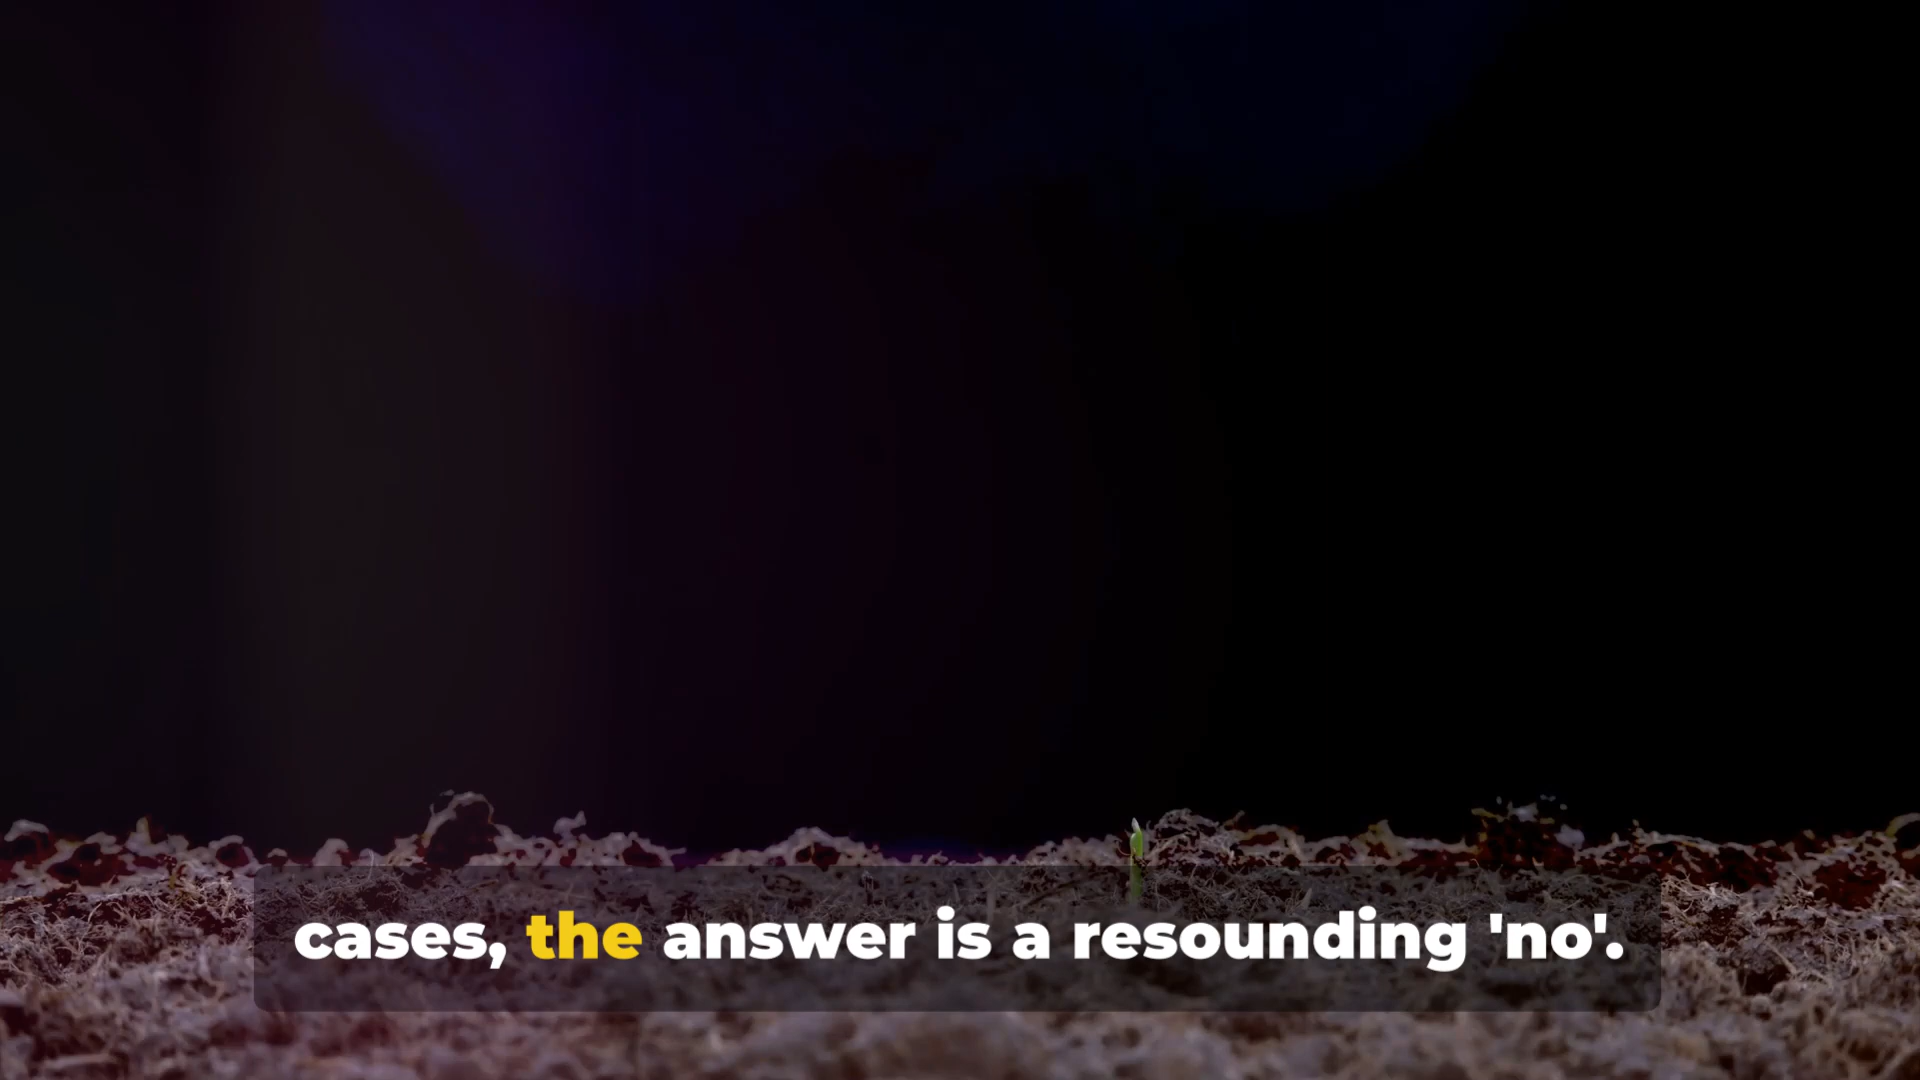 cases, the answer is a resounding 'no'.